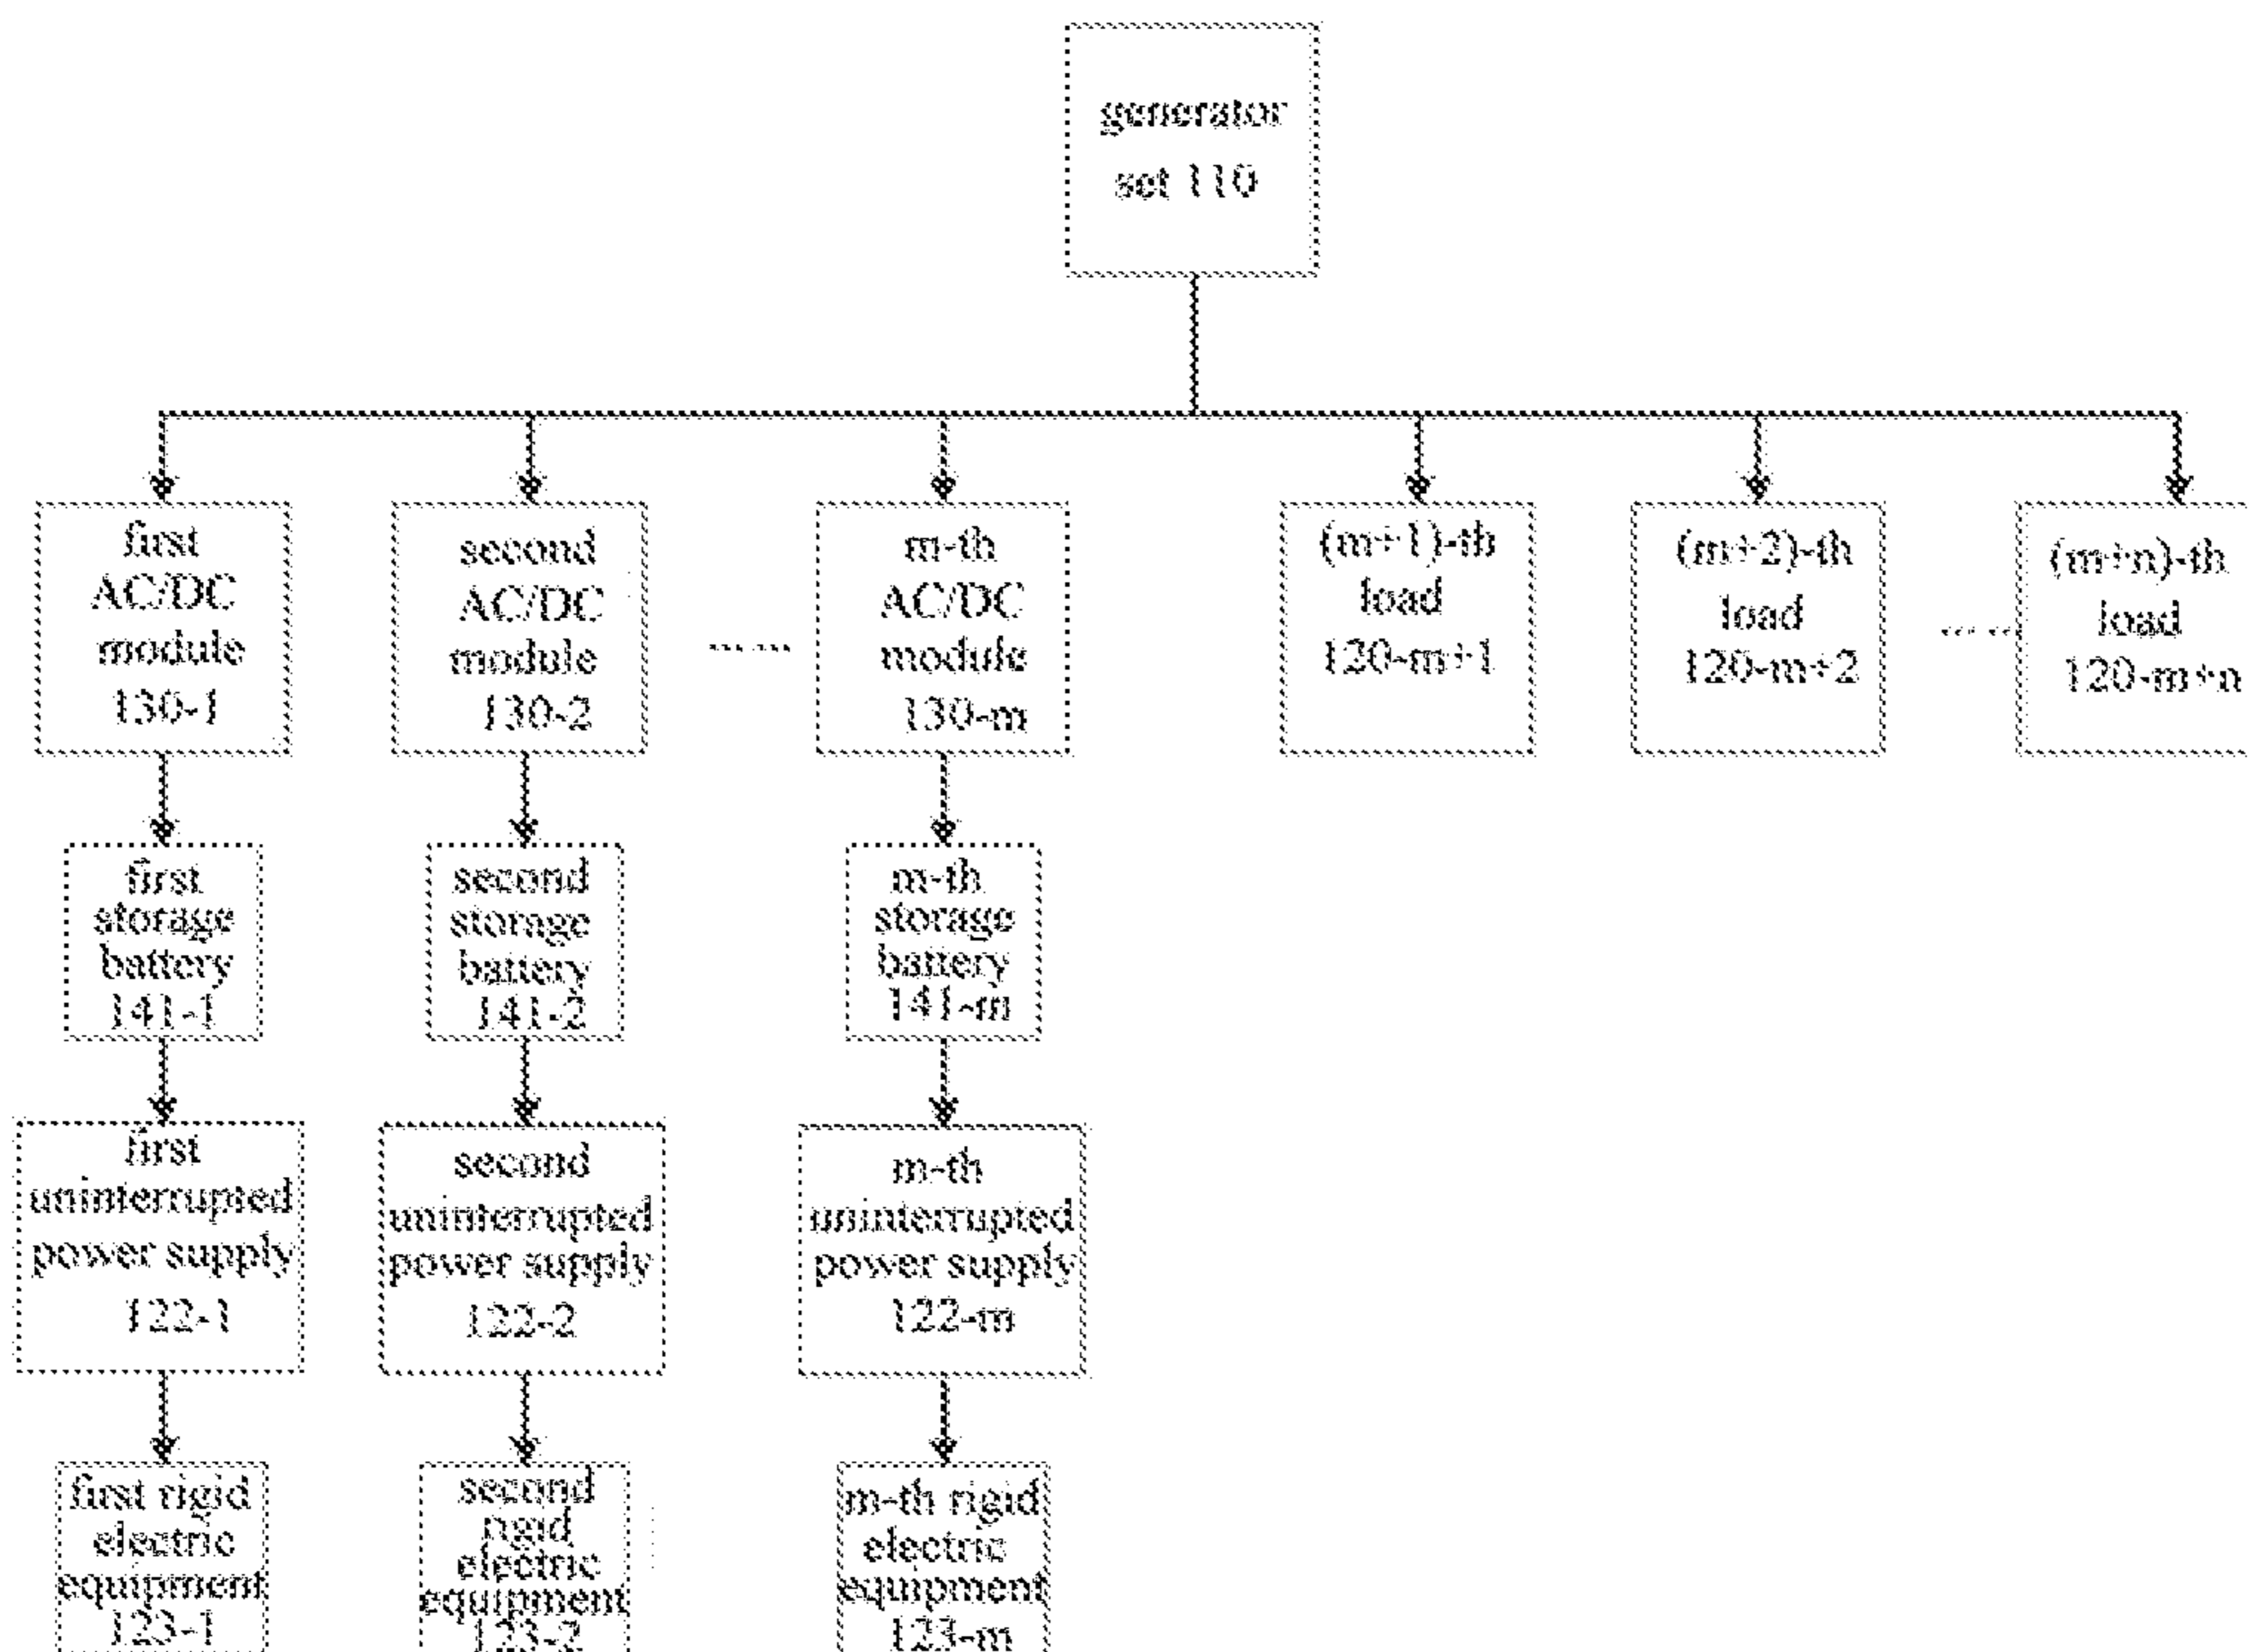 generator
set 110
first
AC/DC
module
130-1
second
AC/DC
module
130-2
......
m-th
AC/DC
module
130-m
(m+1)-th
load
120-m+1
(m+2)-th
load
120-m+2
......
(m+n)-th
load
120-m+n
first
storage
battery
141-1
second
storage
battery
141-2
m-th
storage
battery
141-m
first
uninterrupted
power supply
122-1
second
uninterrupted
power supply
122-2
m-th
uninterrupted
power supply
122-m
first rigid
electric
equipment
123-1
second
rigid
electric
equipment
123-2
m-th rigid
electric
equipment
123-m